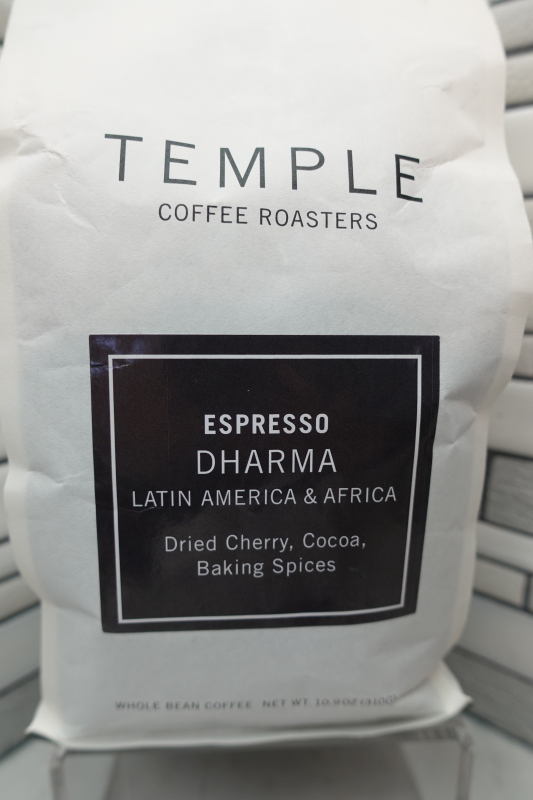 TEMPLE
COFFEE ROASTERS
ESPRESSO
DHARMA
LATIN AMERICA & AFRICA
Dried Cherry, Cocoa,
Baking Spices
WHOLE BEAN COFFEE NET WT. 10.9OZ (310G)